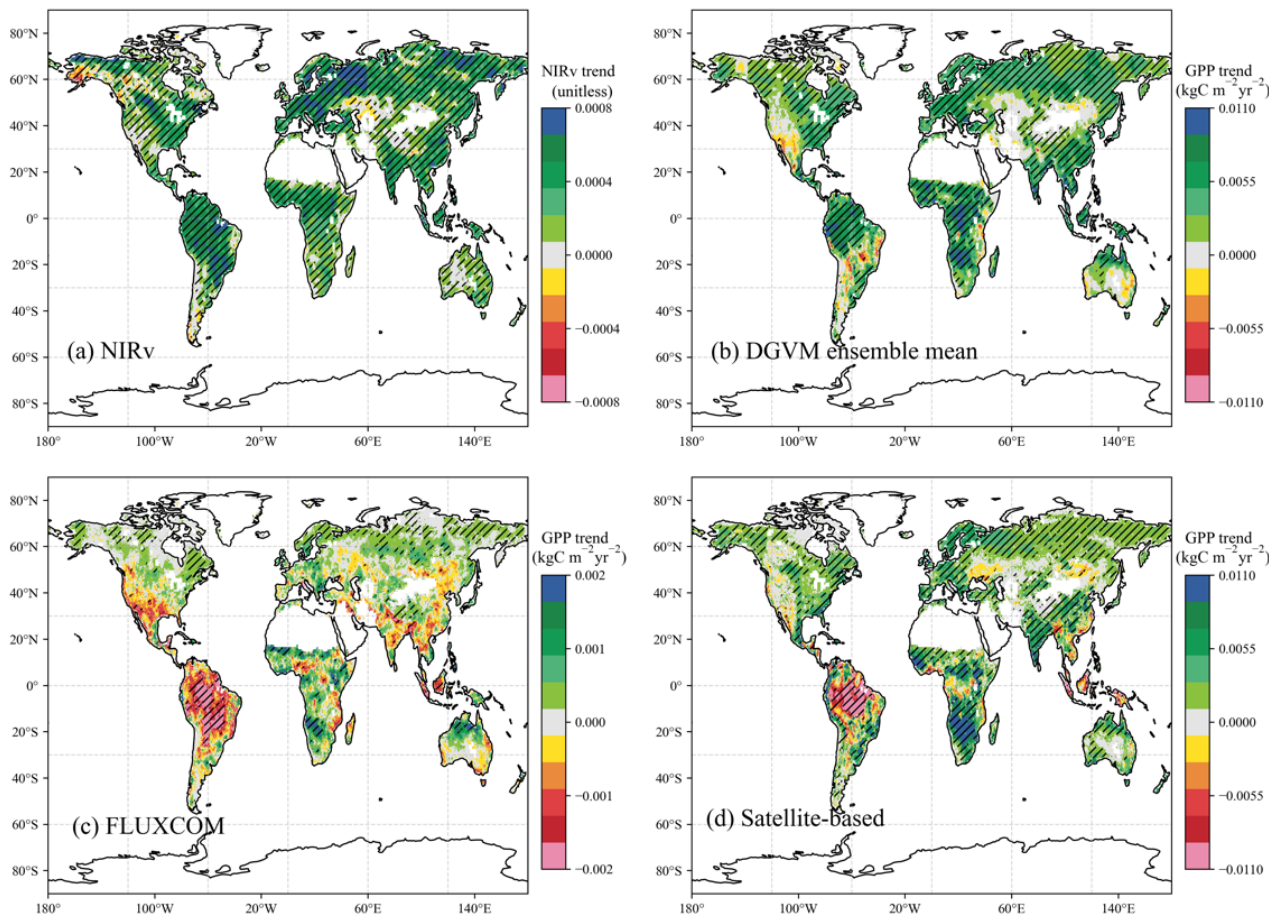 80°N
60°N
40°N
20°N
0°
20°S
40°S
60°S
80°S
180°
100°W
20°W
60°E
140°E
(a) NIRv
NIRv trend
(unitless)
0.0008
0.0004
0.0000
−0.0004
−0.0008
80°N
60°N
40°N
20°N
0°
20°S
40°S
60°S
80°S
180°
100°W
20°W
60°E
140°E
(b) DGVM ensemble mean
GPP trend
(kgC m⁻²yr⁻²)
0.0110
0.0055
0.0000
−0.0055
−0.0110
80°N
60°N
40°N
20°N
0°
20°S
40°S
60°S
80°S
180°
100°W
20°W
60°E
140°E
(c) FLUXCOM
GPP trend
(kgC m⁻²yr⁻²)
0.002
0.001
0.000
−0.001
−0.002
80°N
60°N
40°N
20°N
0°
20°S
40°S
60°S
80°S
180°
100°W
20°W
60°E
140°E
(d) Satellite-based
GPP trend
(kgC m⁻²yr⁻²)
0.0110
0.0055
0.0000
−0.0055
−0.0110